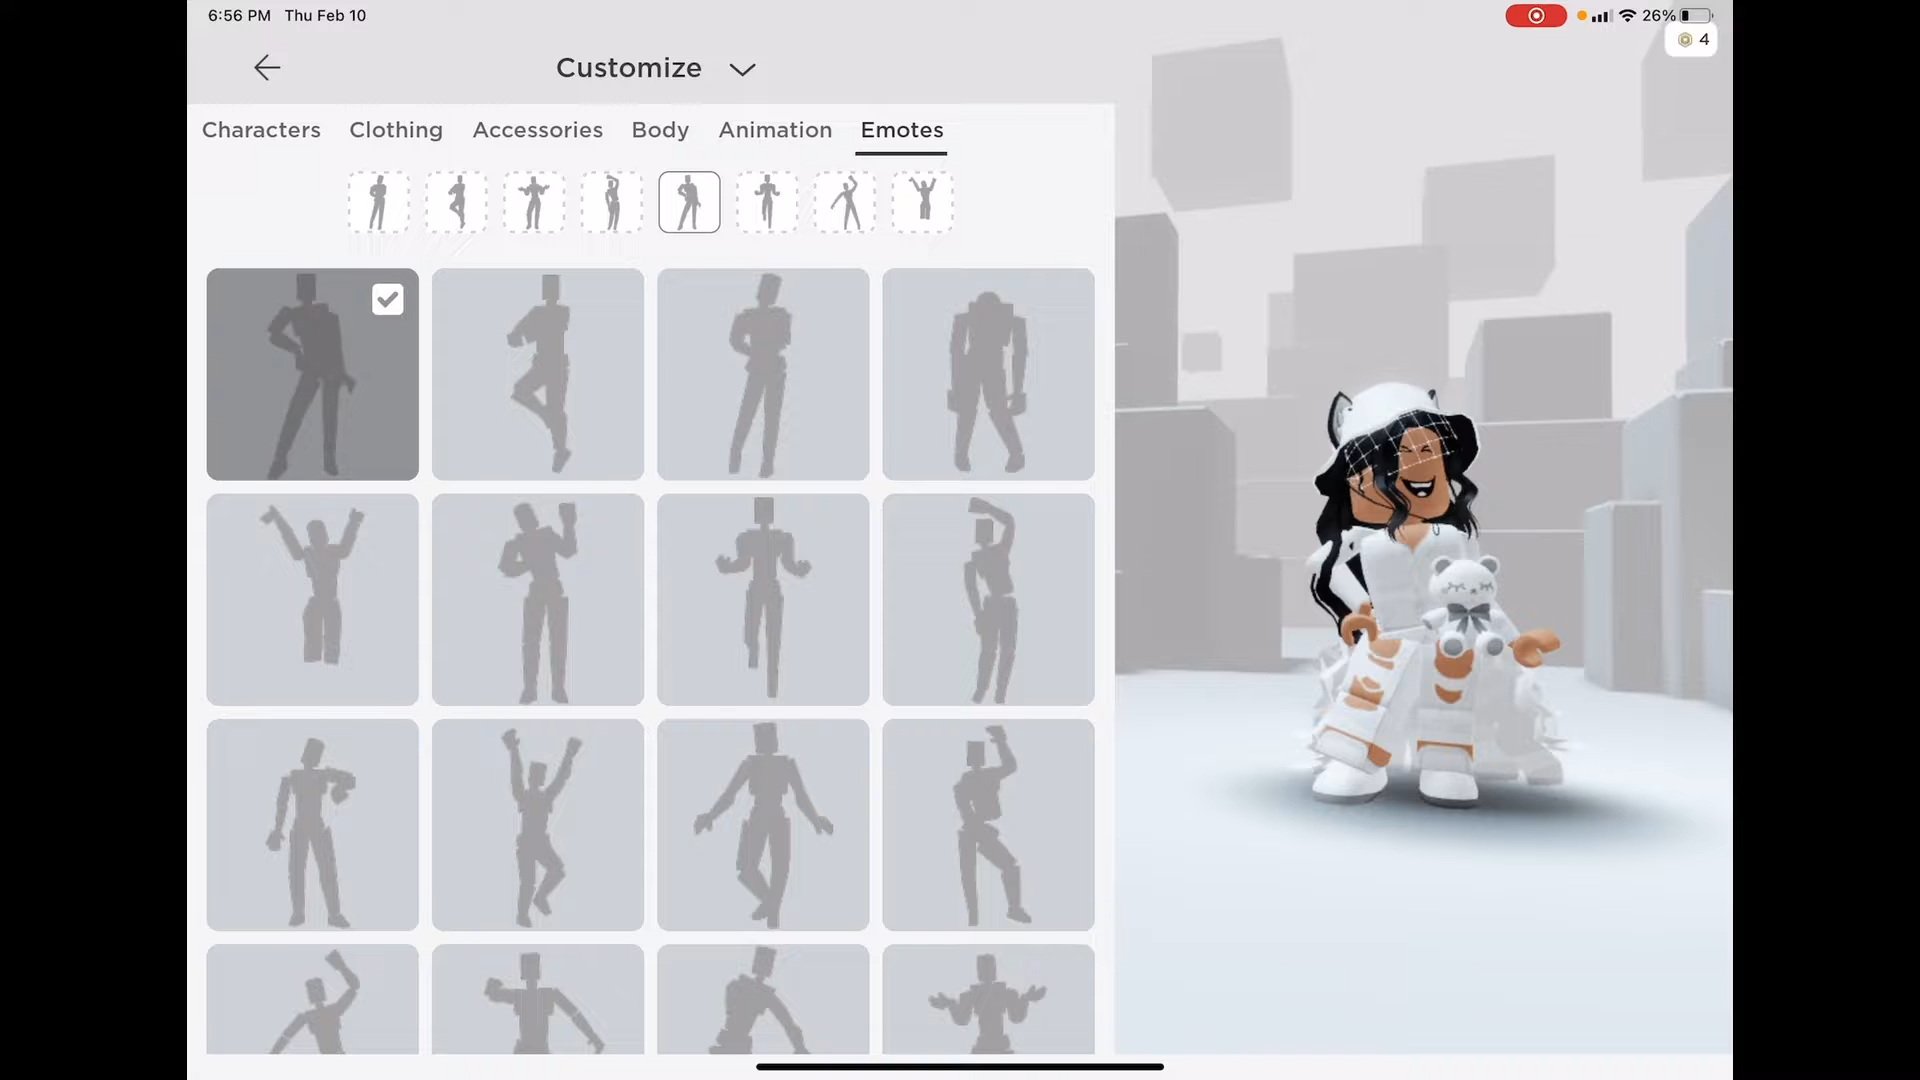 6:56 PM Thu Feb 10
26%
4
Customize
Characters Clothing Accessories Body Animation Emotes